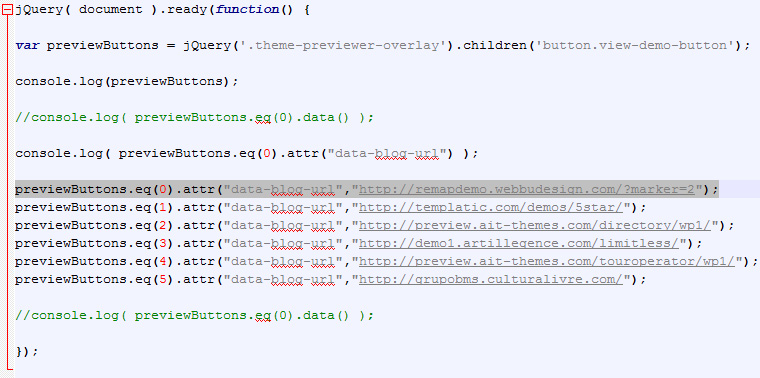 jQuery( document ).ready(function() {
var previewButtons = jQuery('.theme-previewer-overlay').children('button.view-demo-button');
console.log(previewButtons);
//console.log( previewButtons.eq(0).data() );
console.log( previewButtons.eq(0).attr("data-blog-url") );
previewButtons.eq(0).attr("data-blog-url","http://remapdemo.webbudesign.com/?marker=2");
previewButtons.eq(1).attr("data-blog-url","http://templatic.com/demos/5star/");
previewButtons.eq(2).attr("data-blog-url","http://preview.ait-themes.com/directory/wp1/");
previewButtons.eq(3).attr("data-blog-url","http://demo1.artillegence.com/limitless/");
previewButtons.eq(4).attr("data-blog-url","http://preview.ait-themes.com/touroperator/wp1/");
previewButtons.eq(5).attr("data-blog-url","http://grupobms.culturalivre.com/");
//console.log( previewButtons.eq(0).data() );
});